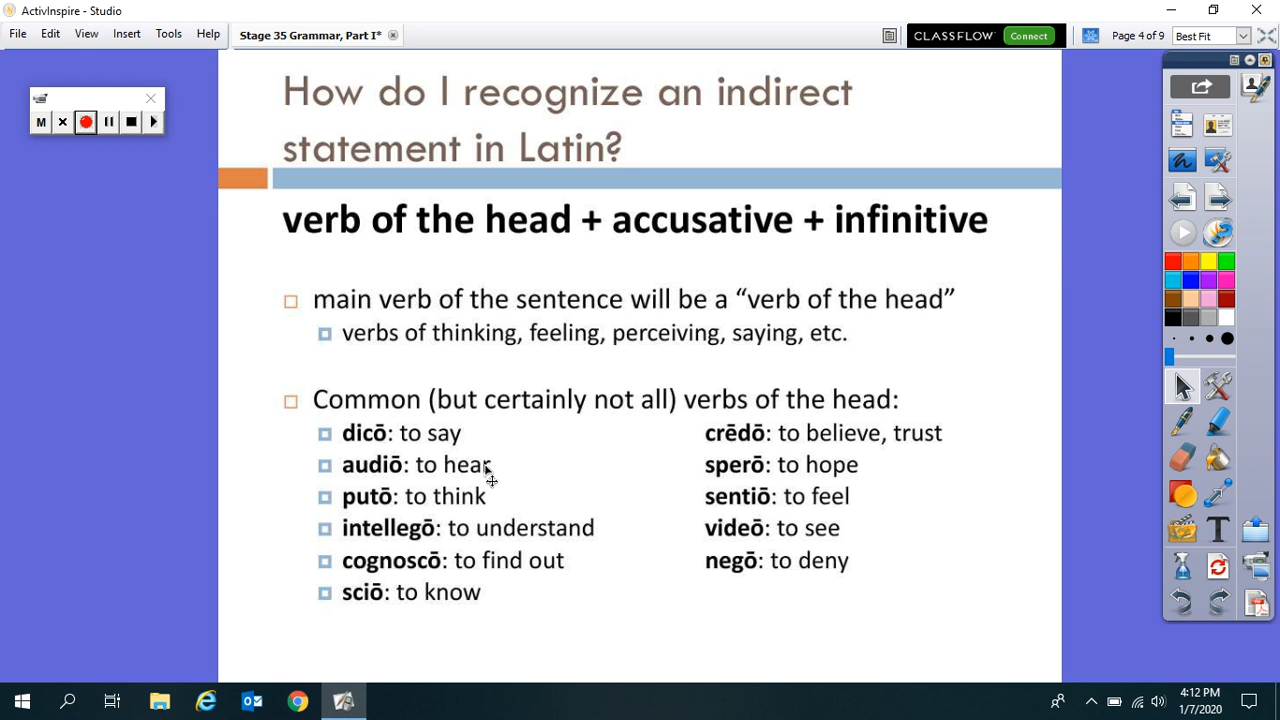 ActivInspire - Studio
File Edit View Insert Tools Help
Stage 35 Grammar, Part I*
CLASSFLOW Connect
Page 4 of 9
Best Fit
M
How do I recognize an indirect
statement in Latin?
verb of the head + accusative + infinitive
main verb of the sentence will be a “verb of the head”
verbs of thinking, feeling, perceiving, saying, etc.
Common (but certainly not all) verbs of the head:
dicō: to say
audiō: to hear
putō: to think
intellegō: to understand
cognoscō: to find out
sciō: to know
crēdō: to believe, trust
sperō: to hope
sentiō: to feel
videō: to see
negō: to deny
4:12 PM
1/7/2020